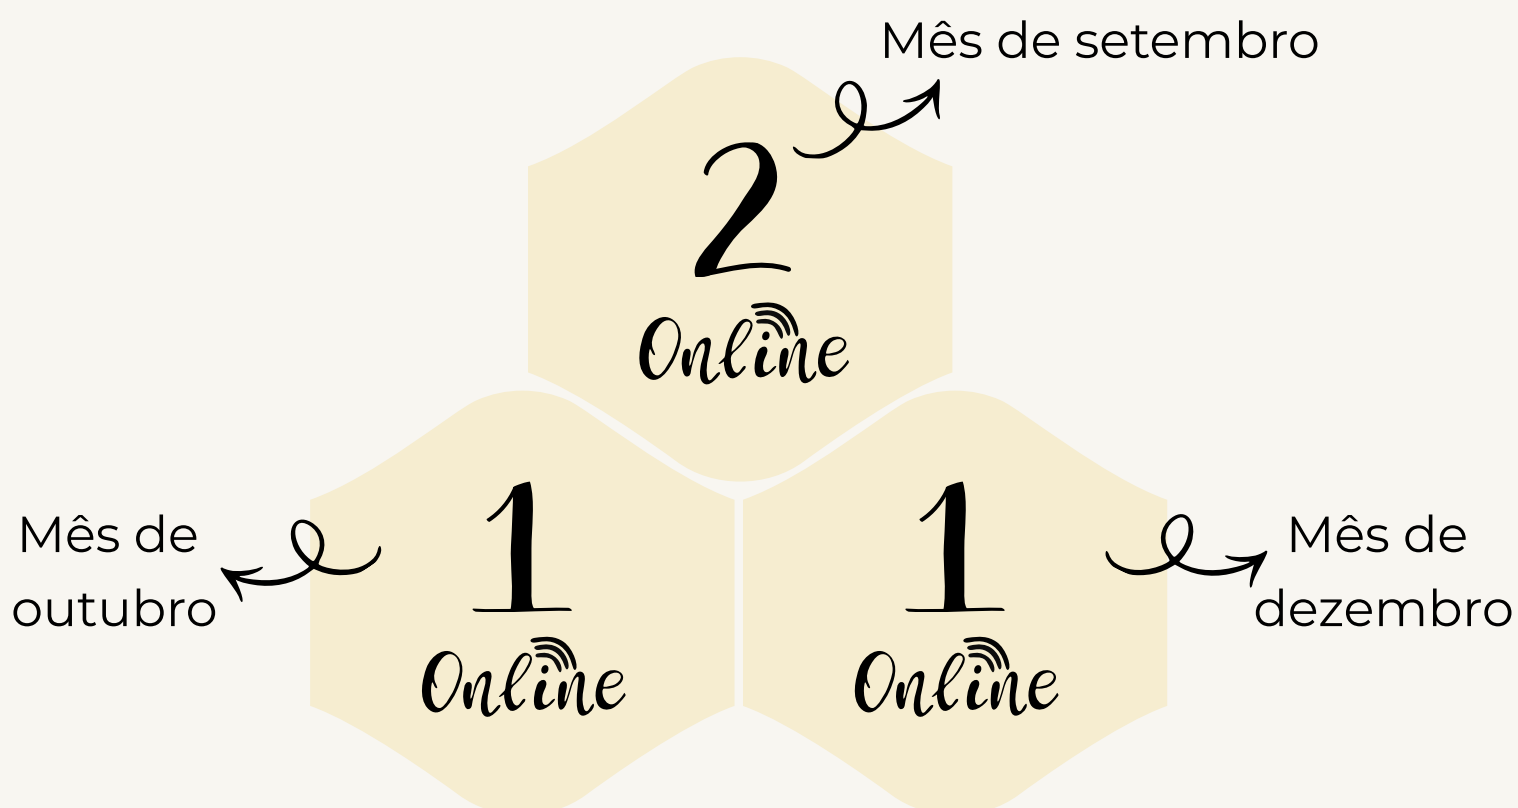 Mês de setembro
2
Online
Mês de
outubro
1
Online
1
Online
Mês de
dezembro